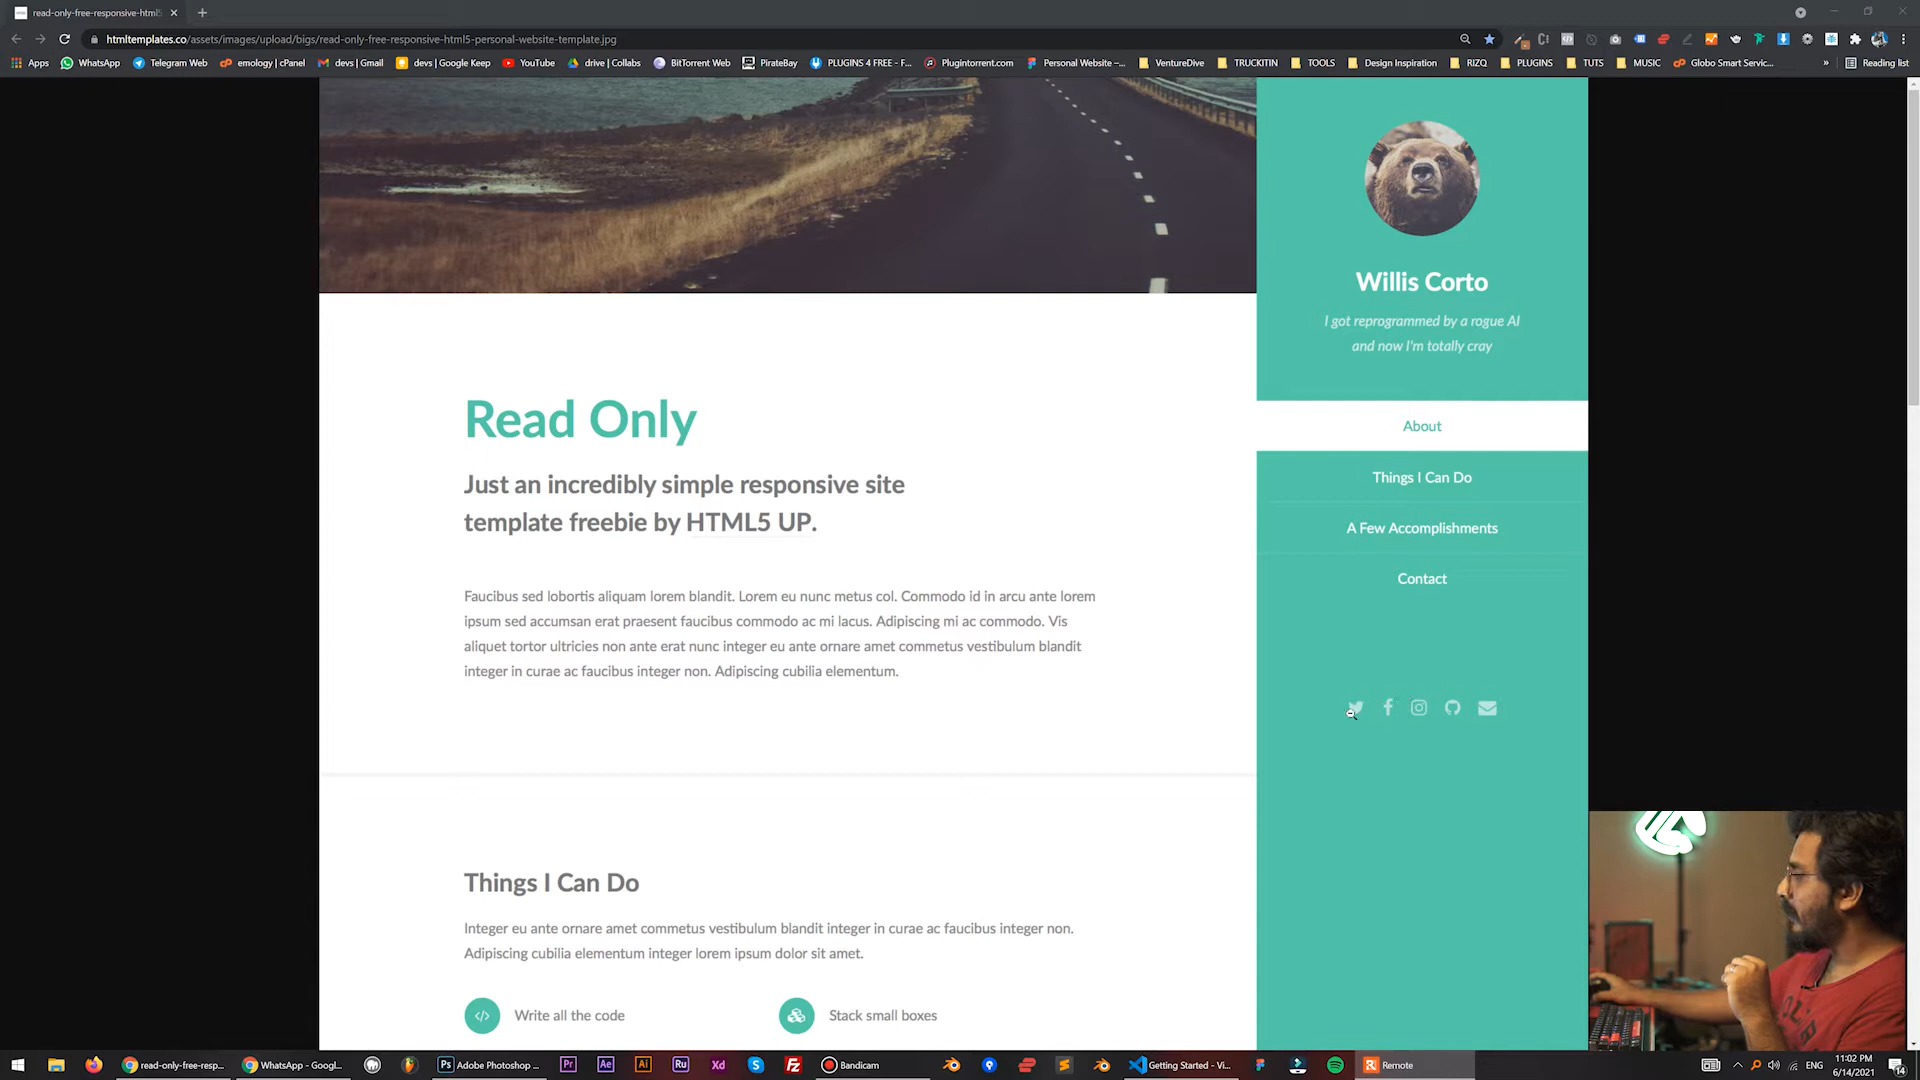 read-only-free-responsive-html5
htmltemplates.co/assets/images/upload/bigs/read-only-free-responsive-html5-personal-website-template.jpg
Apps WhatsApp Telegram Web emology | cPanel devs | Gmail devs | Google Keep YouTube drive | Collabs BitTorrent Web PirateBay PLUGINS 4 FREE - F... Plugintorrent.com Personal Website –... VentureDive TRUCKITIN TOOLS Design Inspiration RIZQ PLUGINS TUTS MUSIC Globo Smart Servic... » Reading list
Willis Corto
I got reprogrammed by a rogue AI
and now I'm totally cray
About
Things I Can Do
A Few Accomplishments
Contact
Read Only
Just an incredibly simple responsive site
template freebie by HTML5 UP.
Faucibus sed lobortis aliquam lorem blandit. Lorem eu nunc metus col. Commodo id in arcu ante lorem
ipsum sed accumsan erat praesent faucibus commodo ac mi lacus. Adipiscing mi ac commodo. Vis
aliquet tortor ultricies non ante erat nunc integer eu ante ornare amet commetus vestibulum blandit
integer in curae ac faucibus integer non. Adipiscing cubilia elementum.
Things I Can Do
Integer eu ante ornare amet commetus vestibulum blandit integer in curae ac faucibus integer non.
Adipiscing cubilia elementum integer lorem ipsum dolor sit amet.
Write all the code Stack small boxes
read-only-free-resp... WhatsApp - Googl... Ps Adobe Photoshop ... Pr Ae Ai Ru Xd Fz Bandicam Getting Started - Vi... Remote ENG 11:02 PM
6/14/2021 14